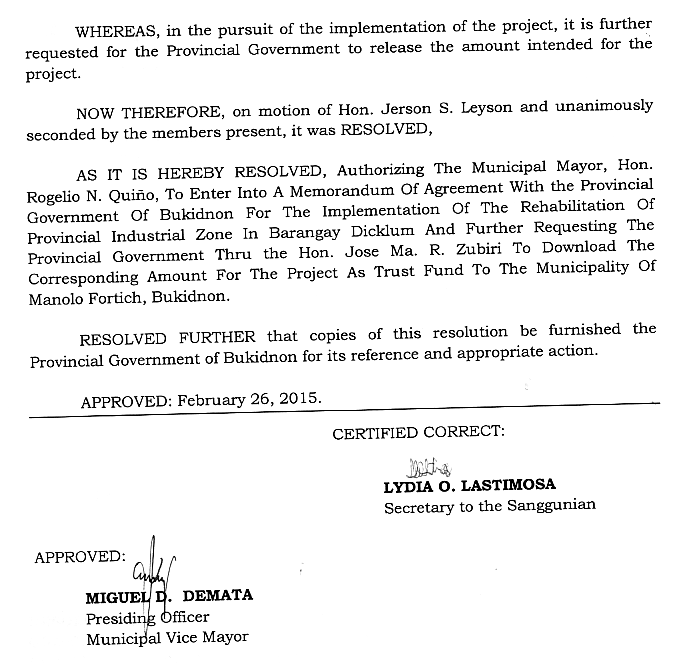 WHEREAS, in the pursuit of the implementation of the project, it is further
requested for the Provincial Government to release the amount intended for the
project.
NOW THEREFORE, on motion of Hon. Jerson S. Leyson and unanimously
seconded by the members present, it was RESOLVED,
AS IT IS HEREBY RESOLVED, Authorizing The Municipal Mayor, Hon.
Rogelio N. Quiño, To Enter Into A Memorandum Of Agreement With the Provincial
Government Of Bukidnon For The Implementation Of The Rehabilitation Of
Provincial Industrial Zone In Barangay Dicklum And Further Requesting The
Provincial Government Thru the Hon. Jose Ma. R. Zubiri To Download The
Corresponding Amount For The Project As Trust Fund To The Municipality Of
Manolo Fortich, Bukidnon.
RESOLVED FURTHER that copies of this resolution be furnished the
Provincial Government of Bukidnon for its reference and appropriate action.
APPROVED: February 26, 2015.
CERTIFIED CORRECT:
LYDIA O. LASTIMOSA
Secretary to the Sanggunian
APPROVED:
MIGUEL D. DEMATA
Presiding Officer
Municipal Vice Mayor